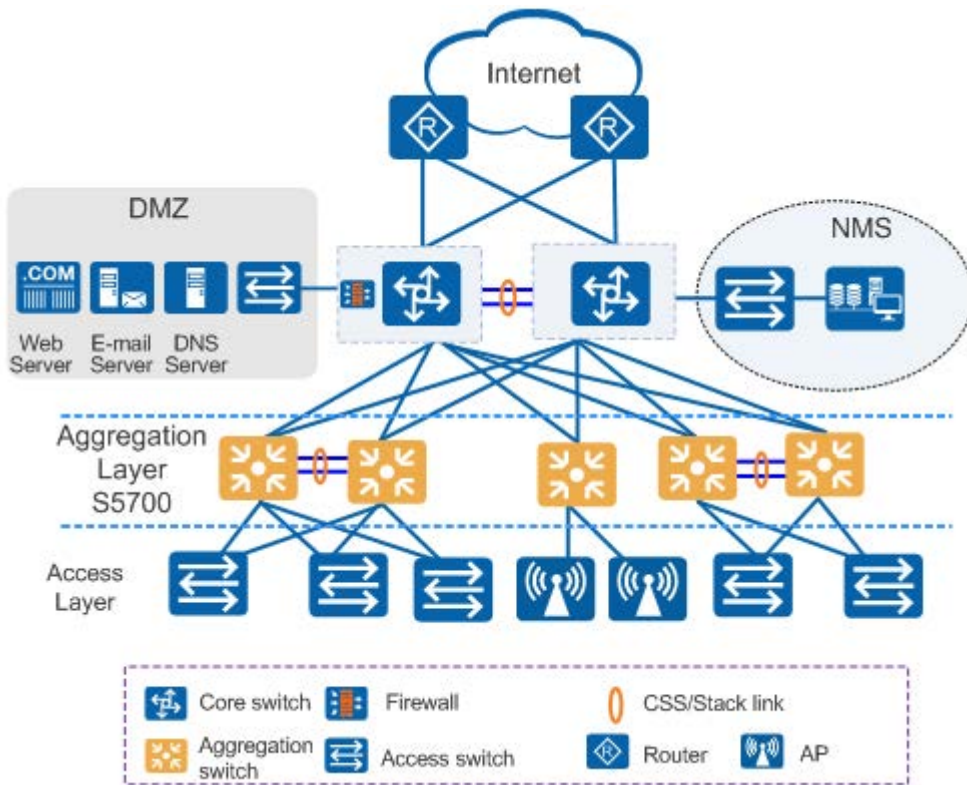 Internet
R
R
DMZ
.COM
Web
Server
E-mail
Server
DNS
Server
NMS
Aggregation
Layer
S5700
Access
Layer
Core switch
Firewall
CSS/Stack link
Aggregation
switch
Access switch
R
Router
AP